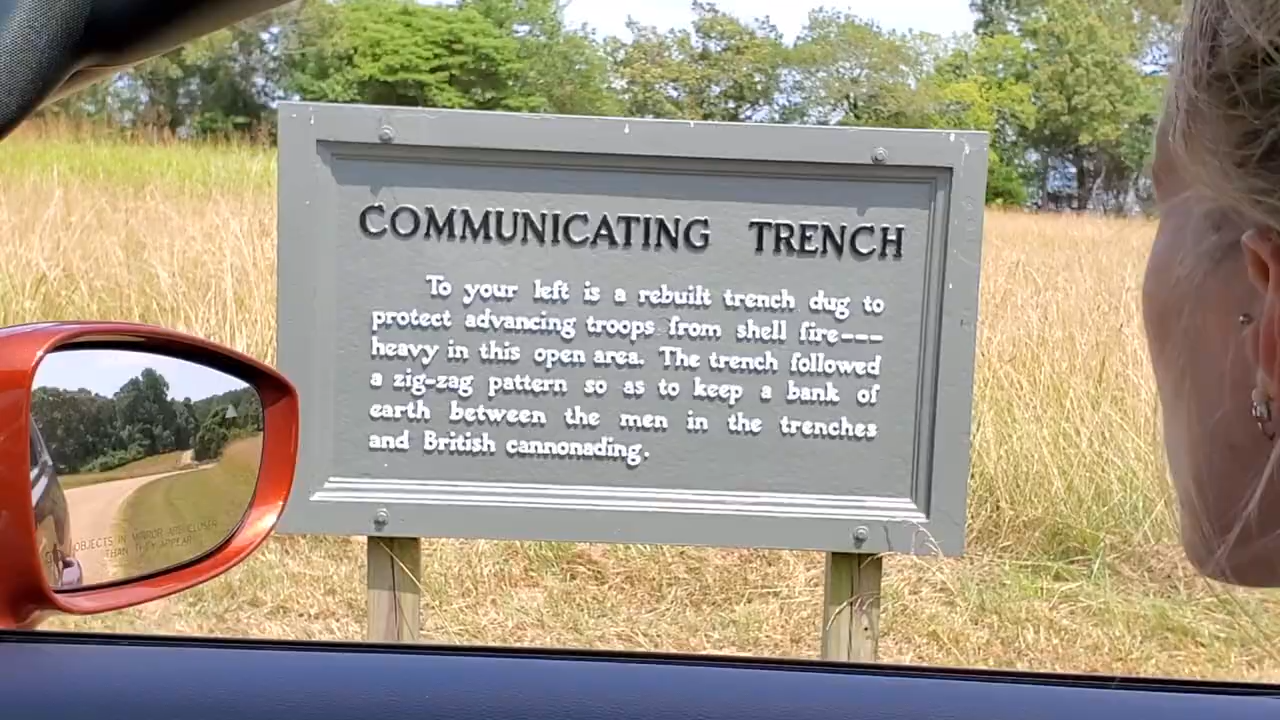 COMMUNICATING TRENCH
To your left is a rebuilt trench dug to
protect advancing troops from shell fire---
heavy in this open area. The trench followed
a zig-zag pattern so as to keep a bank of
earth between the men in the trenches
and British cannonading.
OBJECTS IN MIRROR ARE CLOSER
THAN THEY APPEAR